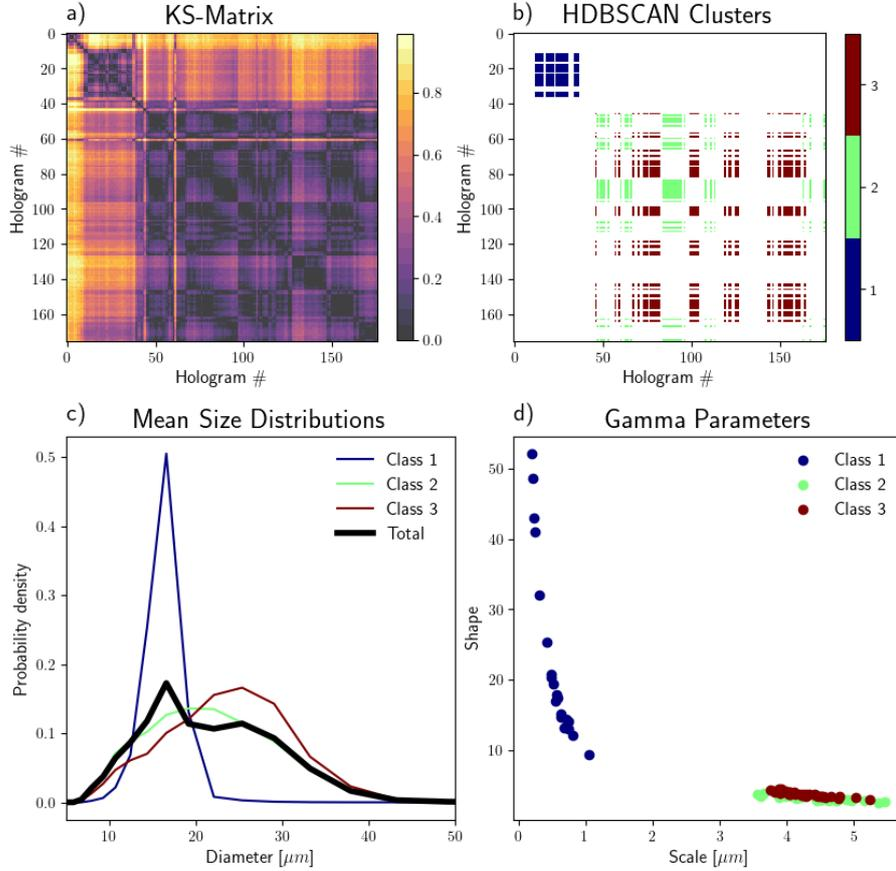 a) KS-Matrix
0
20
40
60
80
100
120
140
160
Hologram #
0 50 100 150
Hologram #
0.8
0.6
0.4
0.2
0.0
b) HDBSCAN Clusters
0
20
40
60
80
100
120
140
160
Hologram #
0 50 100 150
Hologram #
3
2
1
c) Mean Size Distributions
0.5
0.4
0.3
0.2
0.1
0.0
Probability density
Class 1
Class 2
Class 3
Total
10 20 30 40 50
Diameter [μm]
d) Gamma Parameters
50
40
30
20
10
Shape
Class 1
Class 2
Class 3
0 1 2 3 4 5
Scale [μm]